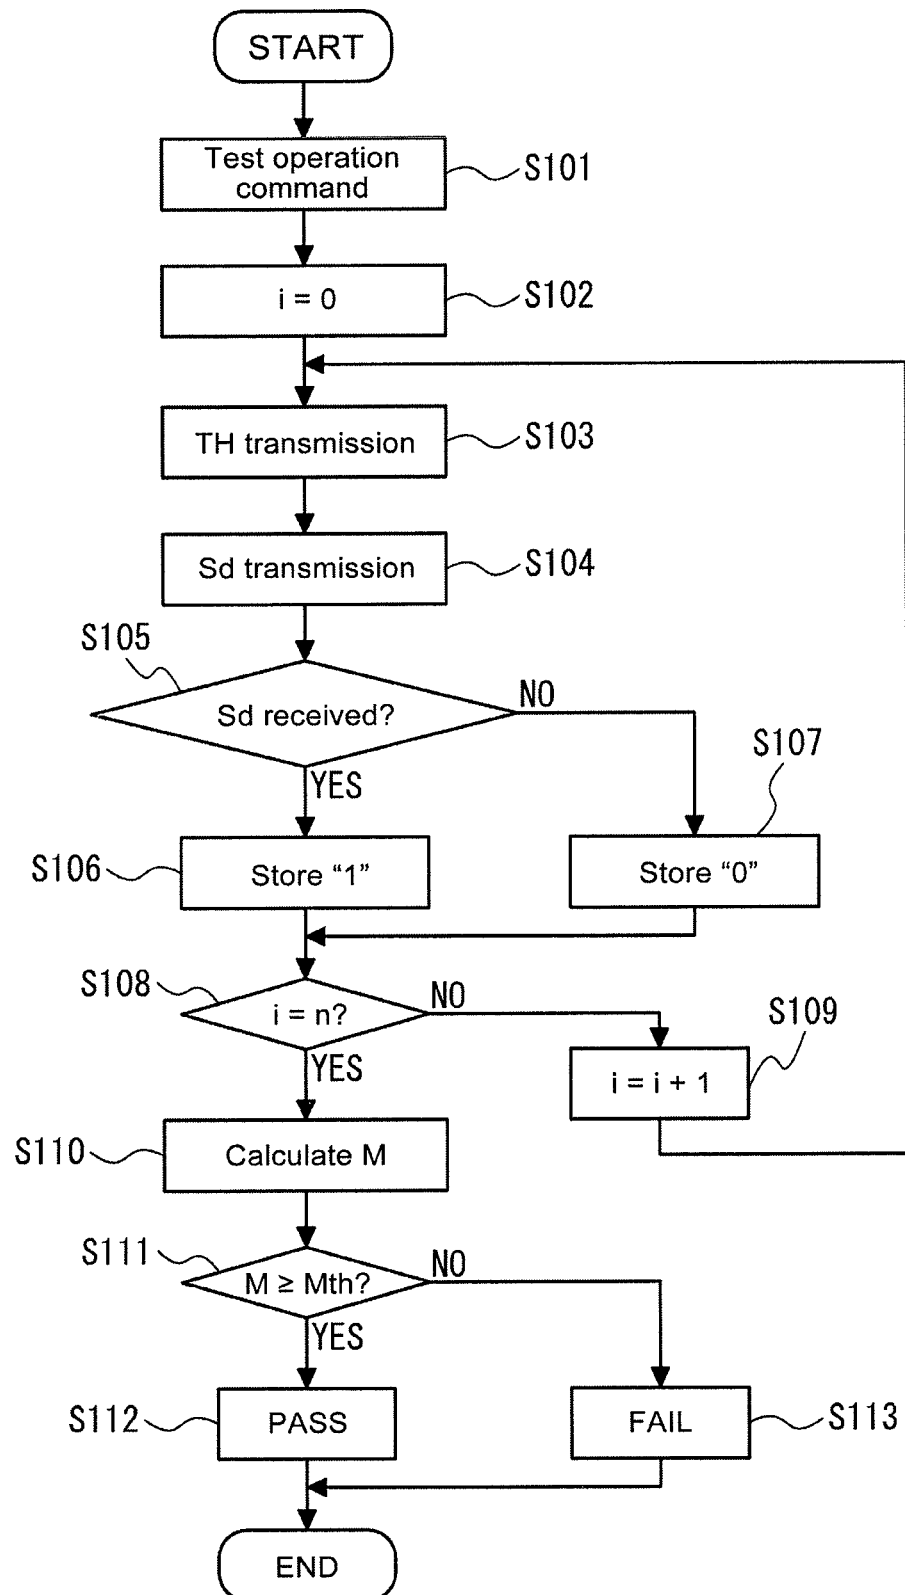 START
Test operation
command
S101
i = 0
S102
TH transmission
S103
Sd transmission
S104
S105
Sd received?
NO
YES
S107
S106
Store “1”
Store “0”
S108
i = n?
NO
YES
S109
i = i + 1
S110
Calculate M
S111
M ≥ Mth?
NO
YES
S112
PASS
FAIL
S113
END